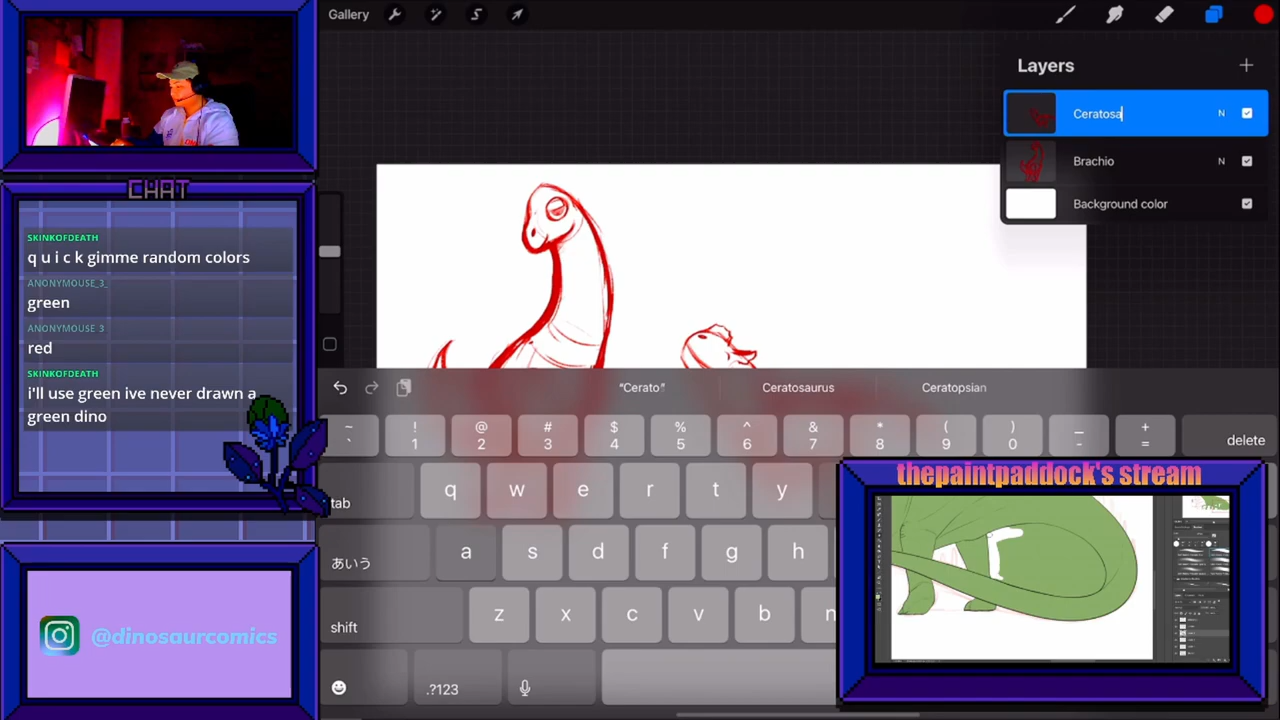 Gallery
Layers
Ceratosa
N
Brachio
N
Background color
CHAT
SKINKOFDEATH
q u i c k gimme random colors
ANONYMOUSE_3_
green
ANONYMOUSE 3
red
SKINKOFDEATH
i'll use green ive never drawn a
green dino
@dinosaurcomics
“Cerato” Ceratosaurus Ceratopsian
~ ! @ # $ % ^ & * ( ) _ +
` 1 2 3 4 5 6 7 8 9 0 - = delete
tab q w e r t y
あいう a s d f g h
shift z x c v b n
.?123
thepaintpaddock's stream